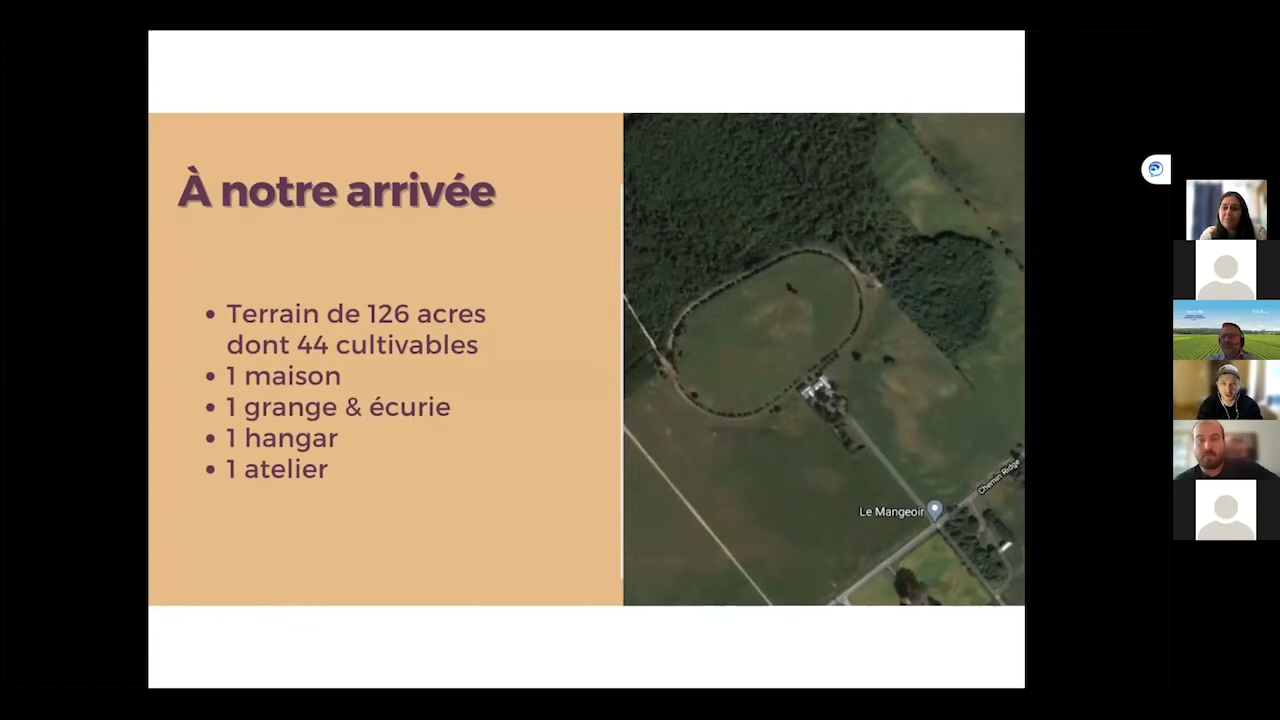 À notre arrivée
• Terrain de 126 acres
dont 44 cultivables
• 1 maison
• 1 grange & écurie
• 1 hangar
• 1 atelier
Chemin Ridge
Le Mangeoir